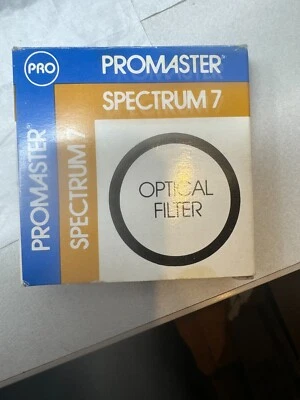 PRO
PROMASTER
SPECTRUM 7
PROMASTER
SPECTRUM 7
OPTICAL
FILTER